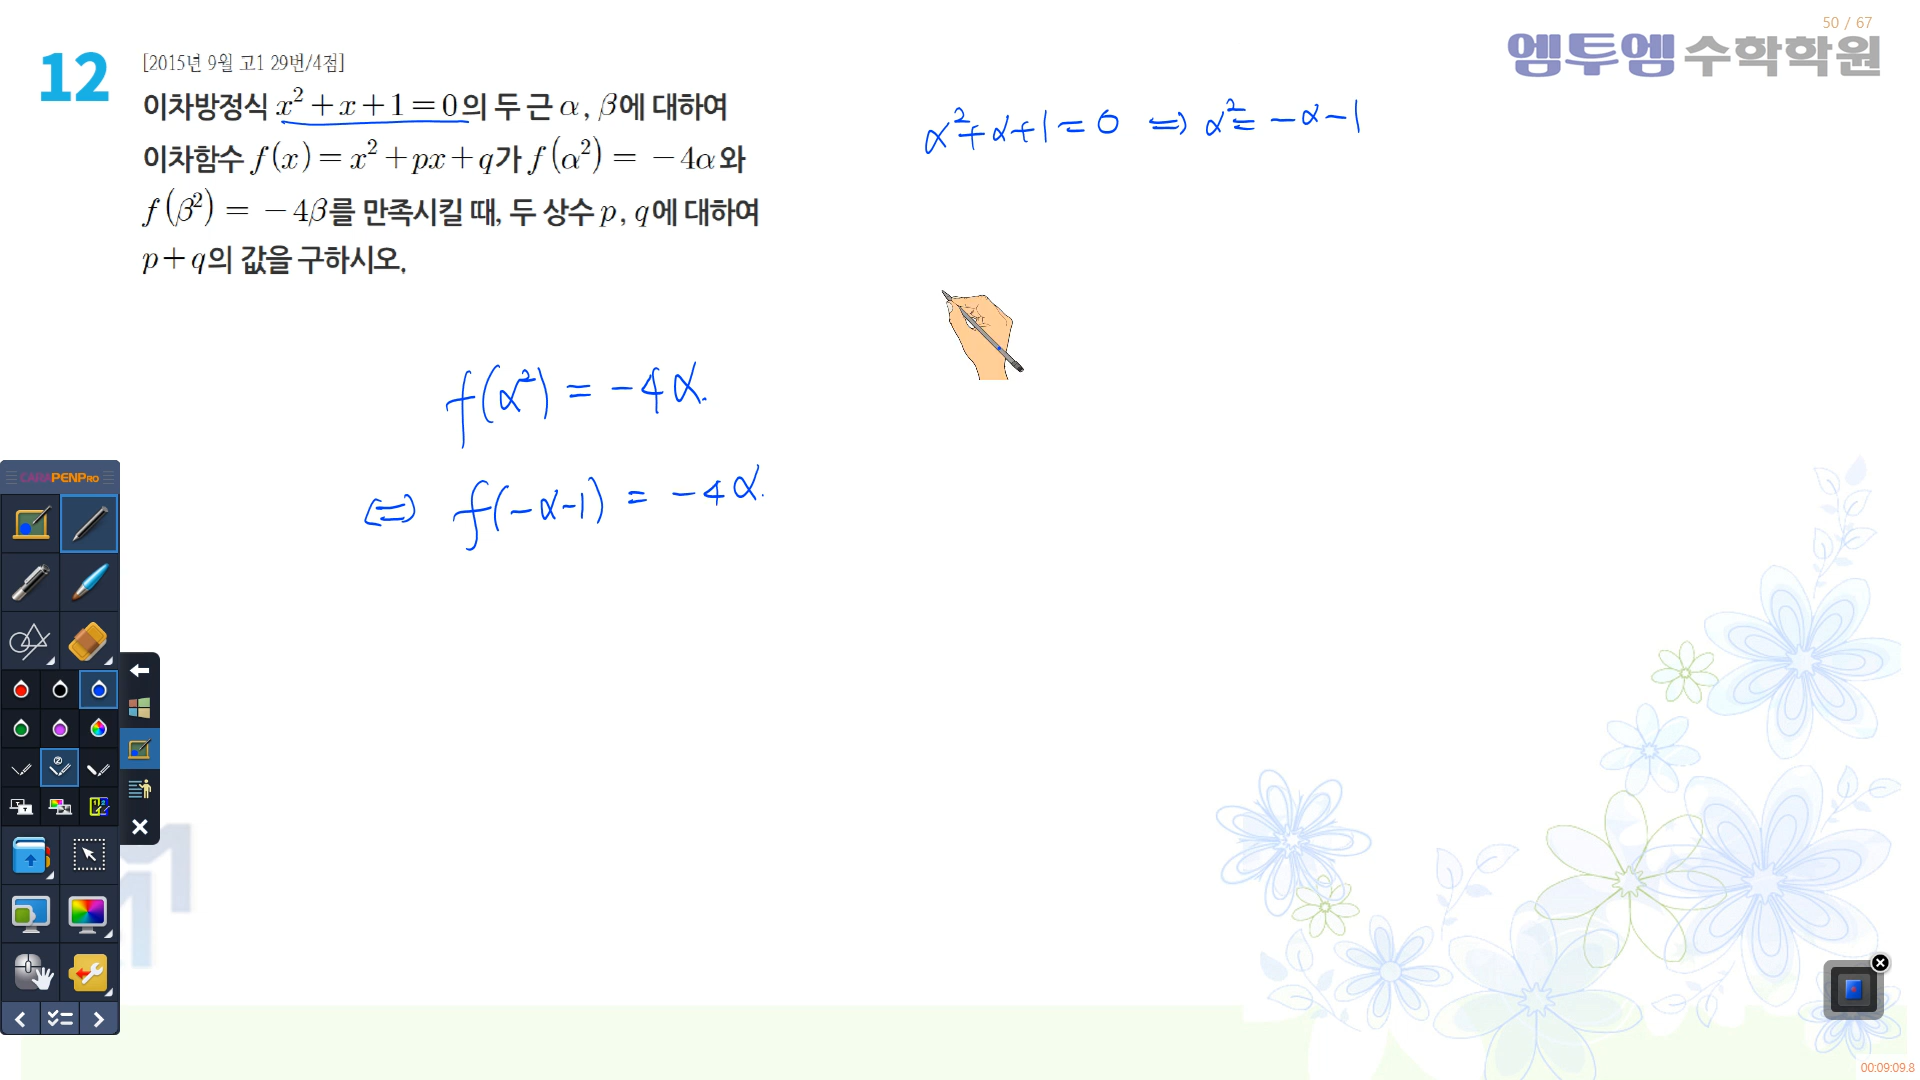 50 / 67
엠투엠수학학원
12
[2015년 9월 고1 29번/4점]
이차방정식 x² + x + 1 = 0의 두 근 α, β에 대하여
이차함수 f(x) = x² + px + q가 f(α²) = −4α와
f(β²) = −4β를 만족시킬 때, 두 상수 p, q에 대하여
p + q의 값을 구하시오.
α² + α + 1 = 0 ⇒ α² = −α − 1
f(α²) = −4α.
⇔ f(−α−1) = −4α.
CARAPENPRO
00:09:09.8